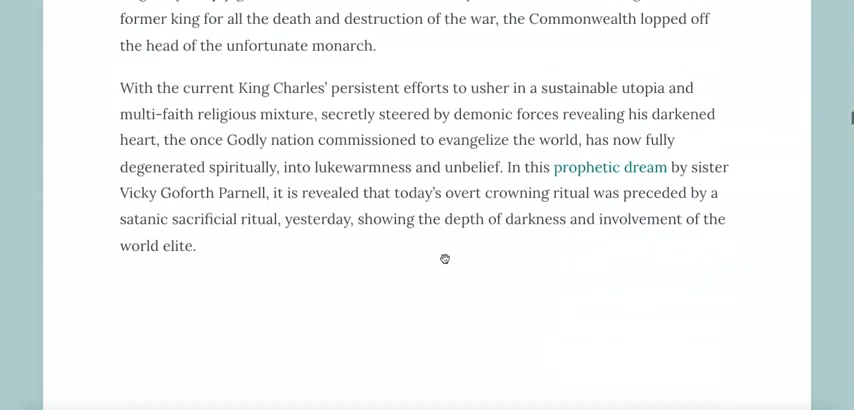 former king for all the death and destruction of the war, the Commonwealth lopped off
the head of the unfortunate monarch.
With the current King Charles’ persistent efforts to usher in a sustainable utopia and
multi-faith religious mixture, secretly steered by demonic forces revealing his darkened
heart, the once Godly nation commissioned to evangelize the world, has now fully
degenerated spiritually, into lukewarmness and unbelief. In this prophetic dream by sister
Vicky Goforth Parnell, it is revealed that today’s overt crowning ritual was preceded by a
satanic sacrificial ritual, yesterday, showing the depth of darkness and involvement of the
world elite.